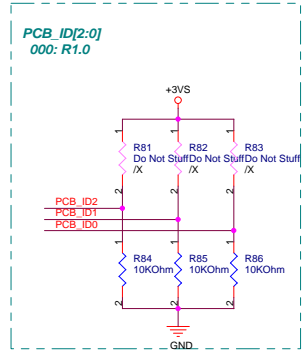 PCB_ID[2:0]
000: R1.0
+3VS
1 1 1
R81 R82 R83
Do Not Stuff Do Not Stuff Do Not Stuff
/X /X /X
2 2 2
PCB_ID2
PCB_ID1
PCB_ID0
1 1 1
R84 R85 R86
10KOhm 10KOhm 10KOhm
2 2 2
GND